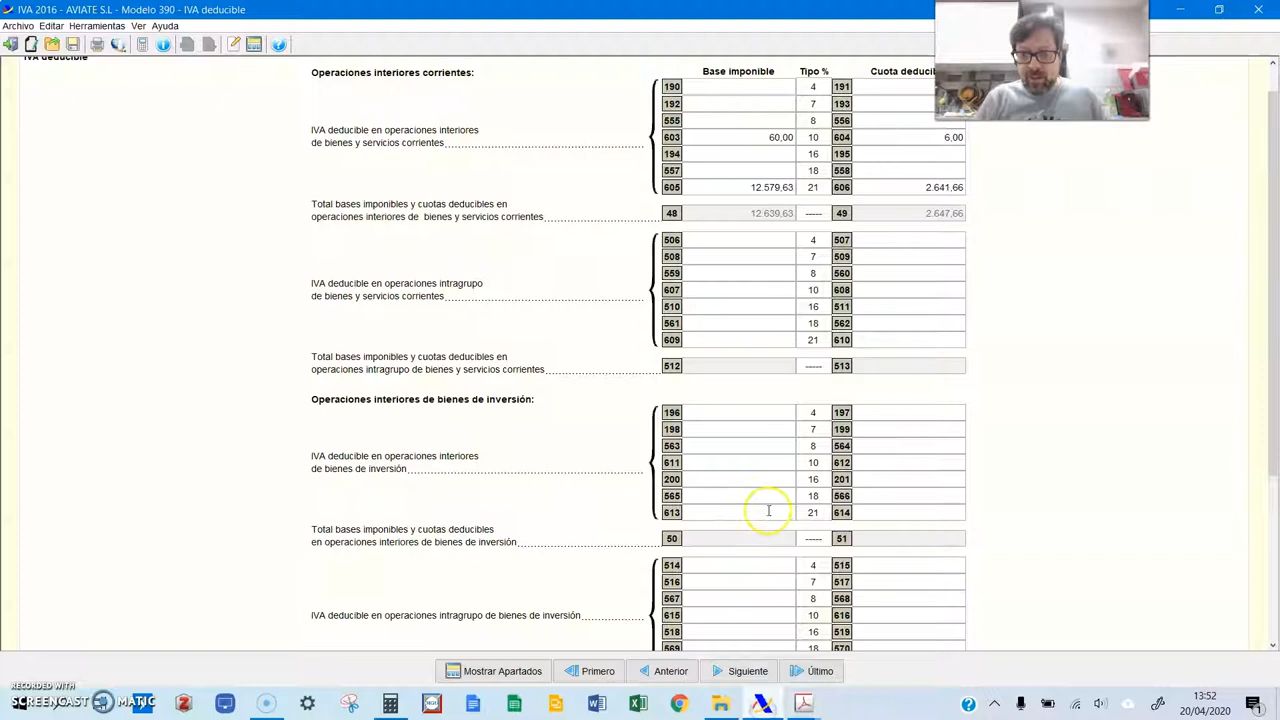 IVA 2016 - AVIATE S.L - Modelo 390 - IVA deducible
Archivo Editar Herramientas Ver Ayuda
IVA deducible
Operaciones interiores corrientes: Base imponible Tipo % Cuota deducib
190 4 191
192 7 193
555 8 556
IVA deducible en operaciones interiores
de bienes y servicios corrientes
603 60,00 10 604 6,00
194 16 195
557 18 558
605 12.579,63 21 606 2.641,66
Total bases imponibles y cuotas deducibles en
operaciones interiores de bienes y servicios corrientes 48 12.639,63 ----- 49 2.647,66
506 4 507
508 7 509
559 8 560
IVA deducible en operaciones intragrupo
de bienes y servicios corrientes
607 10 608
510 16 511
561 18 562
609 21 610
Total bases imponibles y cuotas deducibles en
operaciones intragrupo de bienes y servicios corrientes 512 ----- 513
Operaciones interiores de bienes de inversión:
196 4 197
198 7 199
563 8 564
IVA deducible en operaciones interiores
de bienes de inversión
611 10 612
200 16 201
565 18 566
613 21 614
Total bases imponibles y cuotas deducibles
en operaciones interiores de bienes de inversión 50 ----- 51
514 4 515
516 7 517
567 8 568
IVA deducible en operaciones intragrupo de bienes de inversión 615 10 616
518 16 519
569 18 570
Mostrar Apartados Primero Anterior Siguiente Último
RECORDED WITH
SCREENCAST MATIC
13:52
20/04/2020